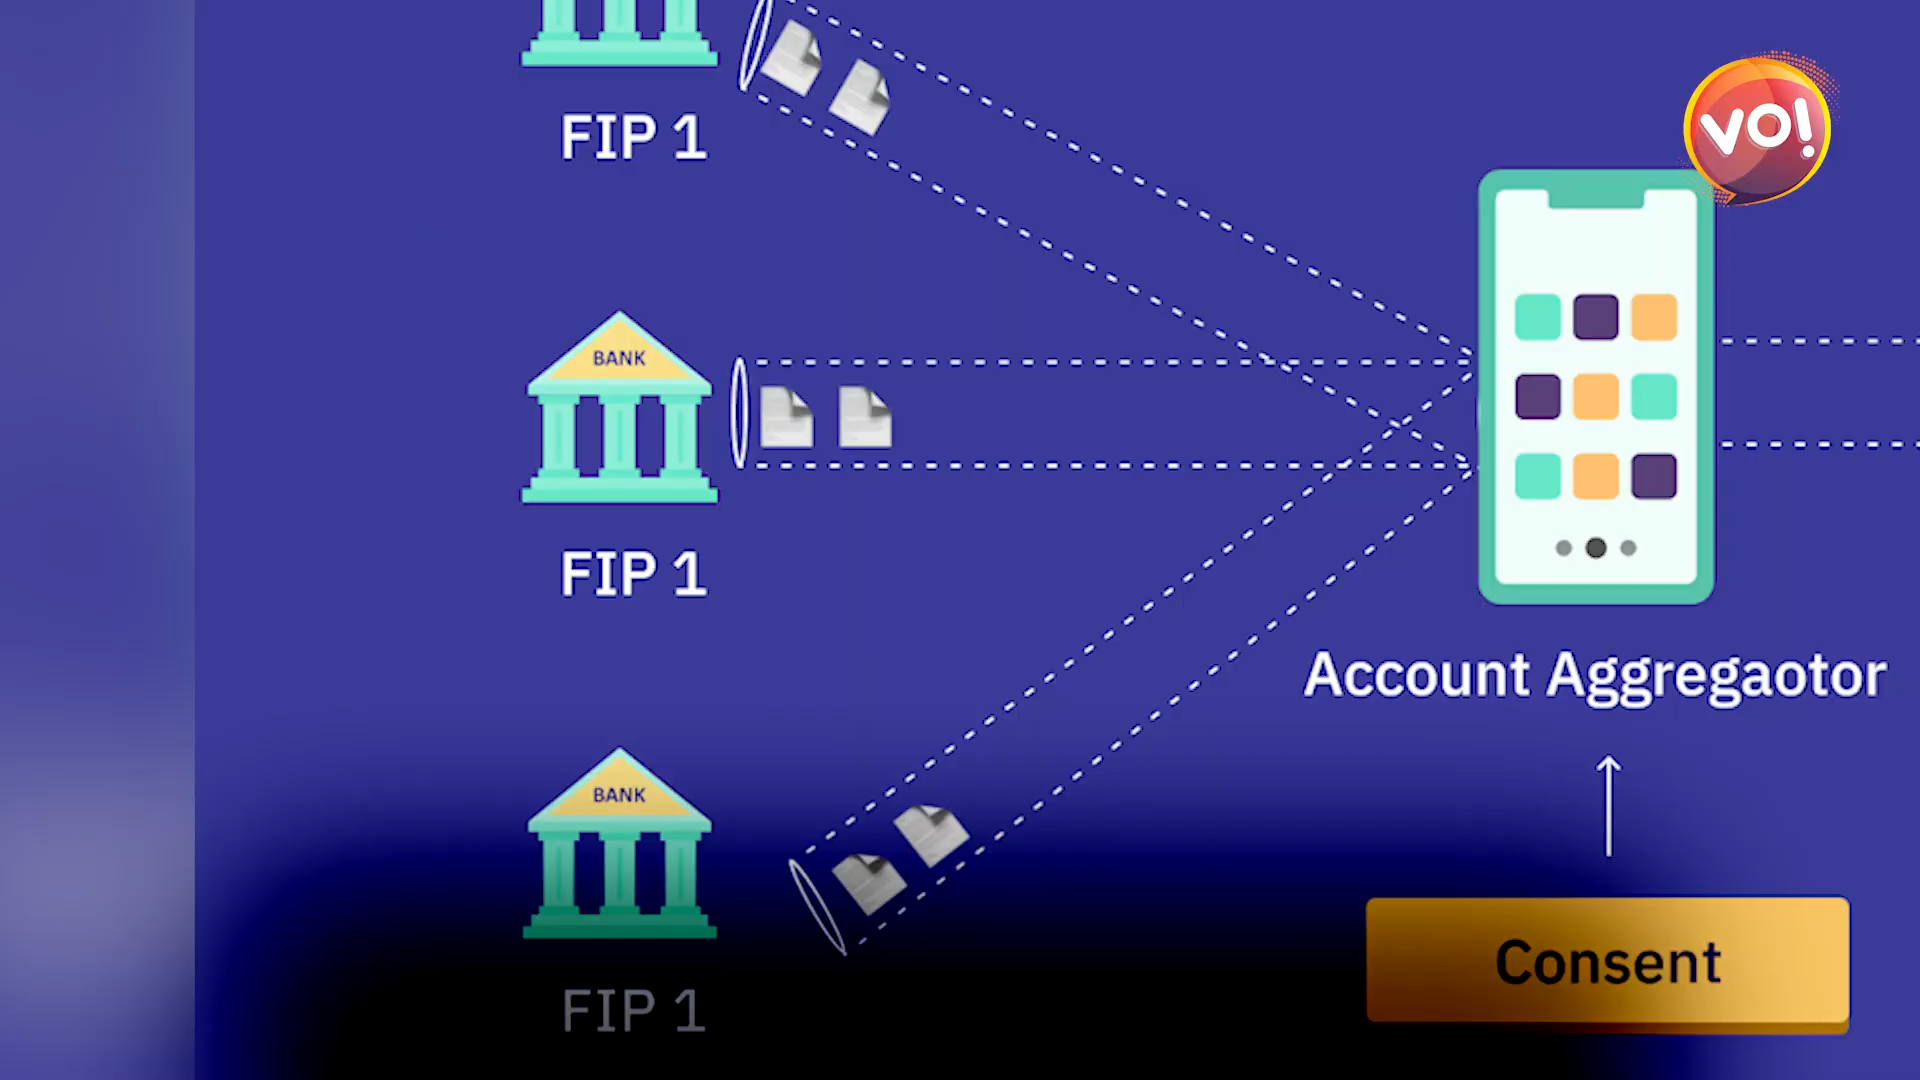 FIP 1
vo!
BANK
FIP 1
Account Aggregaotor
BANK
Consent
FIP 1